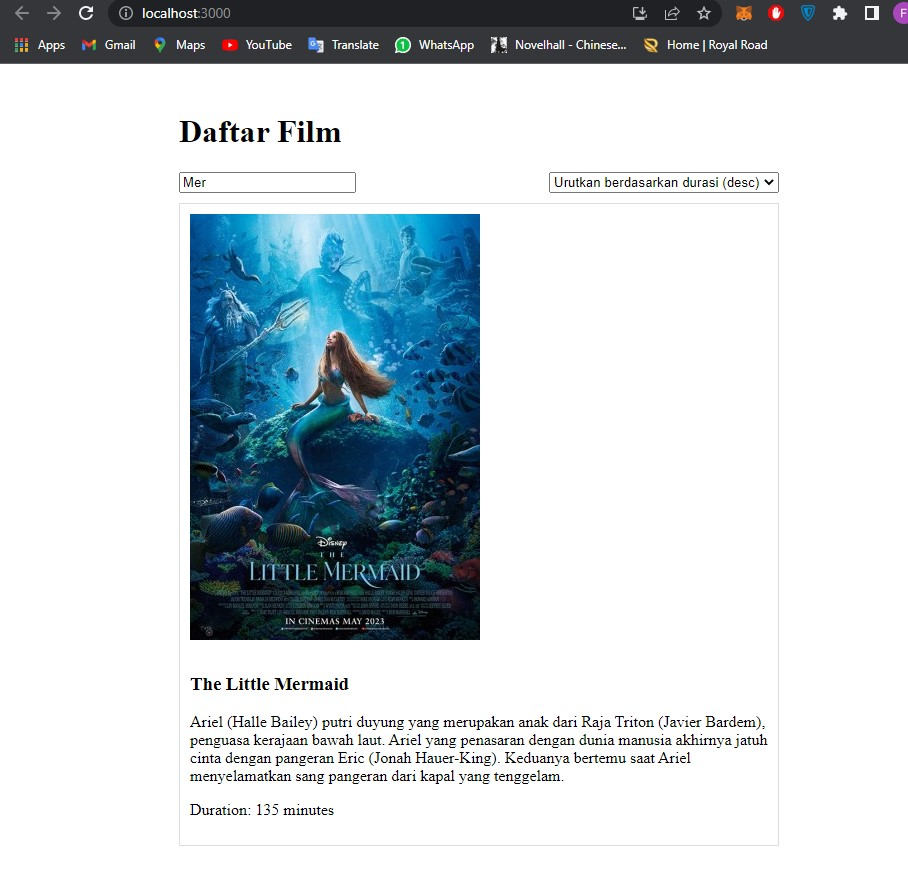 localhost:3000
Apps Gmail Maps YouTube Translate WhatsApp Novelhall - Chinese... Home | Royal Road
Daftar Film
Mer
Urutkan berdasarkan durasi (desc)
Disney
THE
LITTLE MERMAID
IN CINEMAS MAY 2023
The Little Mermaid
Ariel (Halle Bailey) putri duyung yang merupakan anak dari Raja Triton (Javier Bardem),
penguasa kerajaan bawah laut. Ariel yang penasaran dengan dunia manusia akhirnya jatuh
cinta dengan pangeran Eric (Jonah Hauer-King). Keduanya bertemu saat Ariel
menyelamatkan sang pangeran dari kapal yang tenggelam.
Duration: 135 minutes